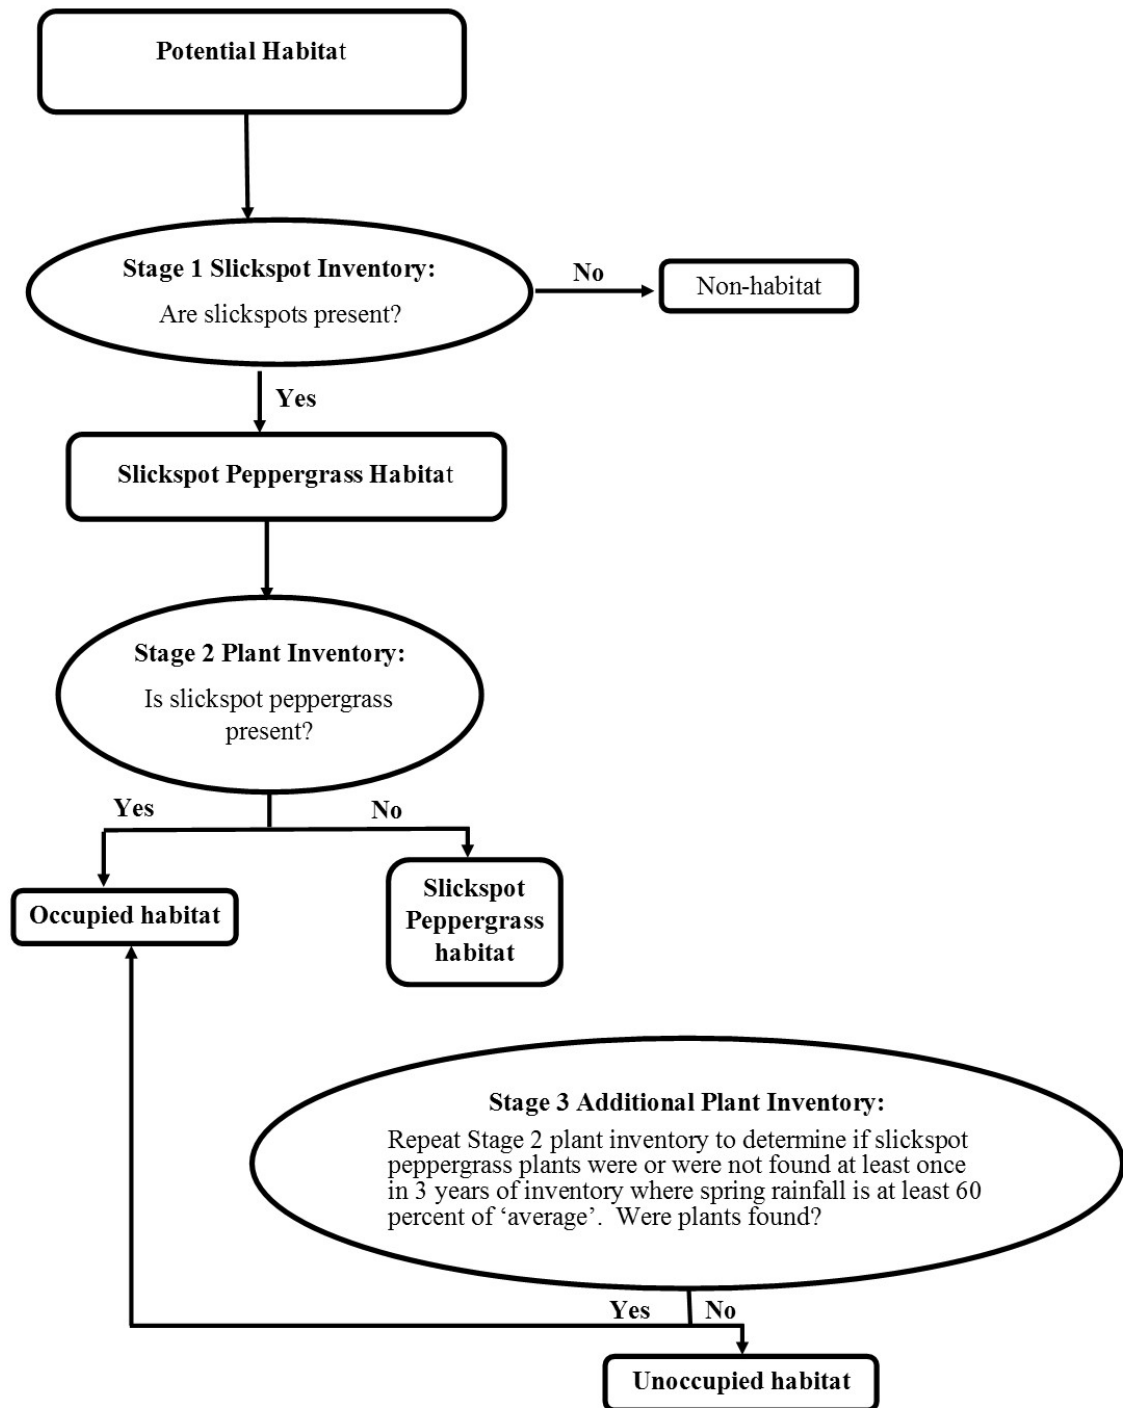 Potential Habitat
Stage 1 Slickspot Inventory:
Are slickspots present?
No
Non-habitat
Yes
Slickspot Peppergrass Habitat
Stage 2 Plant Inventory:
Is slickspot peppergrass
present?
Yes
No
Occupied habitat
Slickspot
Peppergrass
habitat
Stage 3 Additional Plant Inventory:
Repeat Stage 2 plant inventory to determine if slickspot
peppergrass plants were or were not found at least once
in 3 years of inventory where spring rainfall is at least 60
percent of ‘average’.  Were plants found?
Yes
No
Unoccupied habitat